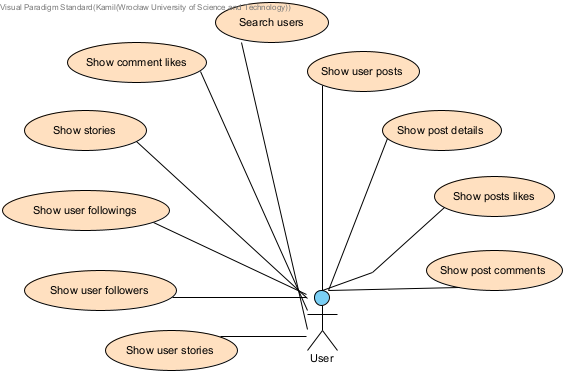 Visual Paradigm Standard(Kamil(Wrocław University of Science and Technology))
Search users
Show comment likes
Show user posts
Show stories
Show post details
Show user followings
Show posts likes
Show user followers
Show post comments
Show user stories
User